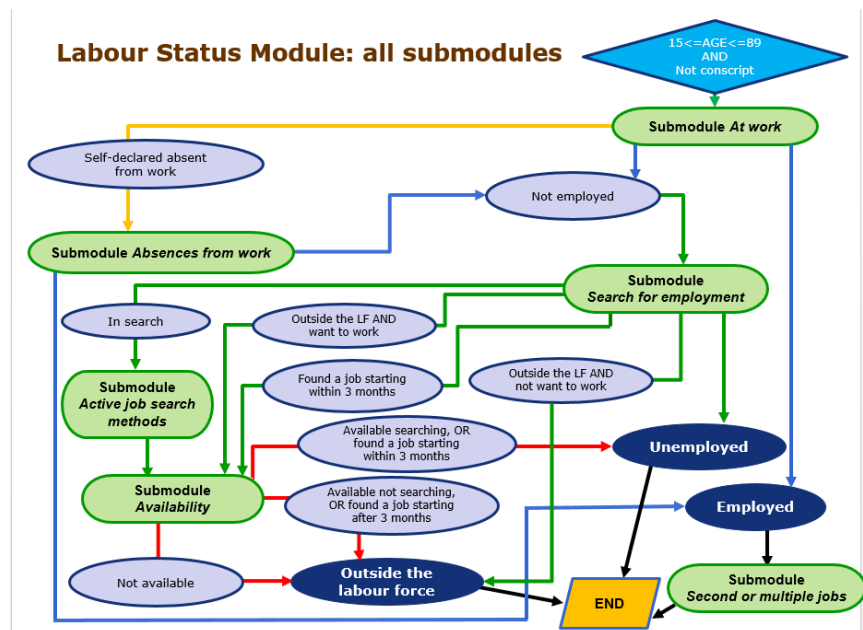 Labour Status Module: all submodules
15<=AGE<=89
AND
Not conscript
Submodule At work
Self-declared absent
from work
Not employed
Submodule Absences from work
Submodule
Search for employment
In search
Outside the LF AND
want to work
Found a job starting
within 3 months
Outside the LF AND
not want to work
Submodule
Active job search
methods
Available searching, OR
found a job starting
within 3 months
Unemployed
Submodule
Availability
Available not searching,
OR found a job starting
after 3 months
Employed
Not available
Outside the
labour force
END
Submodule
Second or multiple jobs